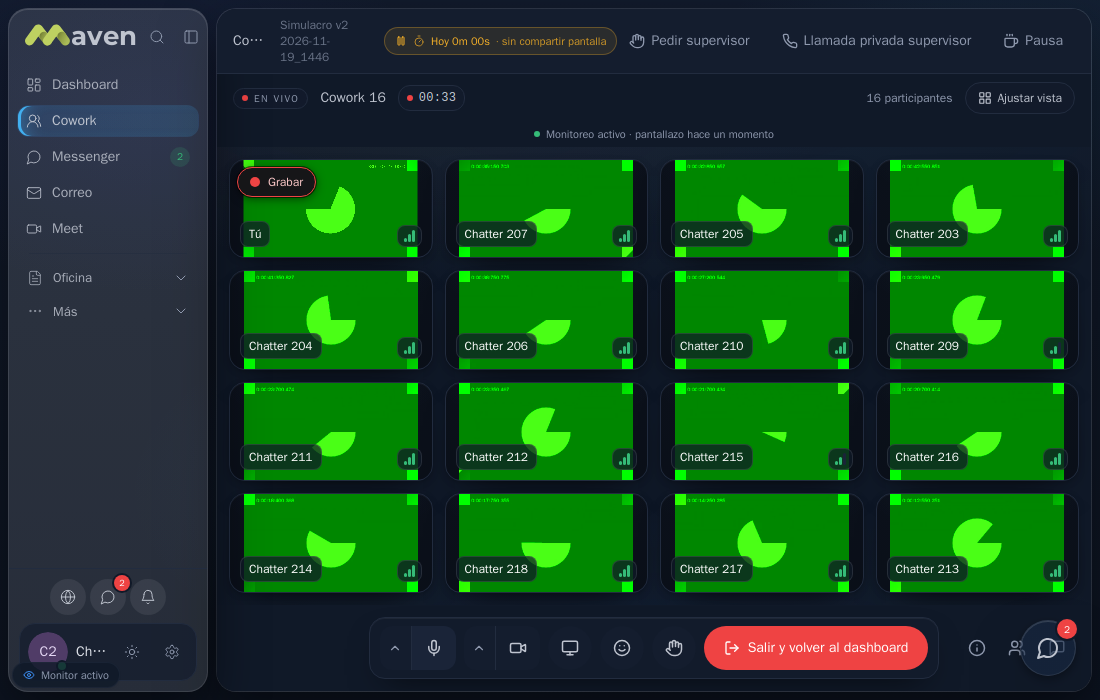 Maven
Dashboard
Cowork
Messenger 2
Correo
Meet
Oficina
Más
2
C2 Ch···
Monitor activo
Co···
Simulacro v2
2026-11-
19_1446
Hoy 0m 00s · sin compartir pantalla
Pedir supervisor
Llamada privada supervisor
Pausa
EN VIVO
Cowork 16
00:33
16 participantes
Ajustar vista
Monitoreo activo · pantallazo hace un momento
Grabar
Tú
Chatter 207
Chatter 205
Chatter 203
Chatter 204
Chatter 206
Chatter 210
Chatter 209
Chatter 211
Chatter 212
Chatter 215
Chatter 216
Chatter 214
Chatter 218
Chatter 217
Chatter 213
Salir y volver al dashboard
2